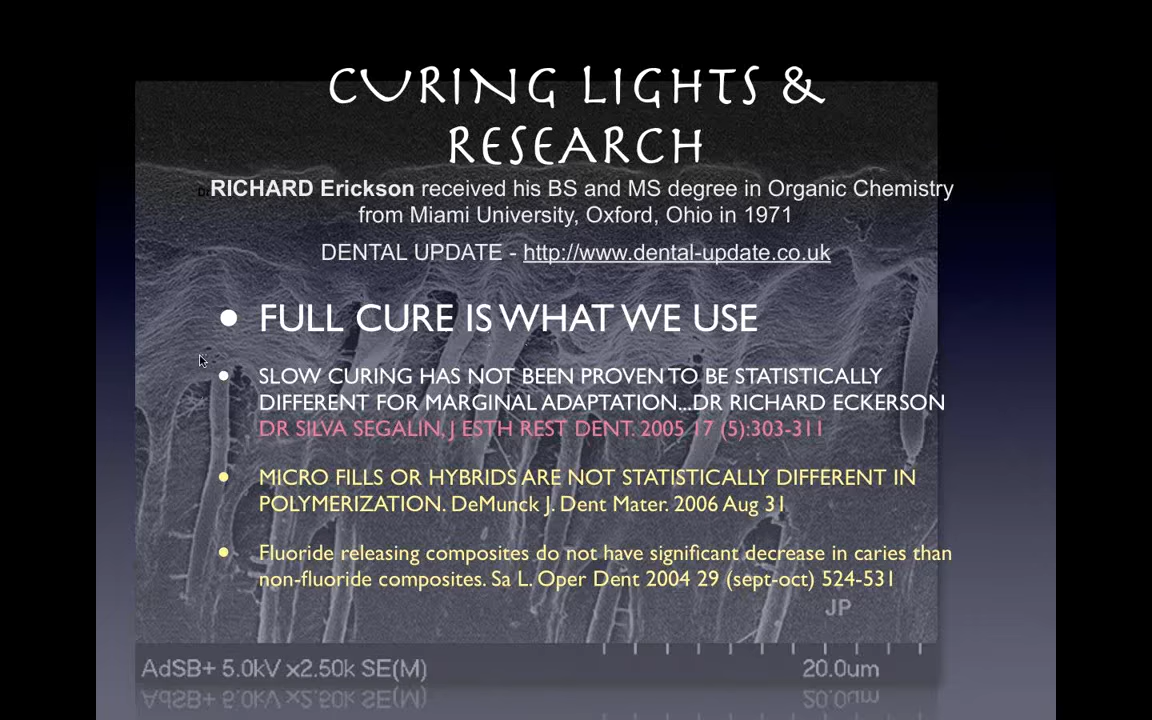 CURING LIGHTS &
RESEARCH
RICHARD Erickson received his BS and MS degree in Organic Chemistry
from Miami University, Oxford, Ohio in 1971
DENTAL UPDATE - http://www.dental-update.co.uk
• FULL CURE IS WHAT WE USE
• SLOW CURING HAS NOT BEEN PROVEN TO BE STATISTICALLY
DIFFERENT FOR MARGINAL ADAPTATION...DR RICHARD ECKERSON
DR SILVA SEGALIN, J ESTH REST DENT. 2005 17 (5):303-311
• MICRO FILLS OR HYBRIDS ARE NOT STATISTICALLY DIFFERENT IN
POLYMERIZATION. DeMunck J. Dent Mater. 2006 Aug 31
• Fluoride releasing composites do not have significant decrease in caries than
non-fluoride composites. Sa L. Oper Dent 2004 29 (sept-oct) 524-531
JP
AdSB+ 5.0kV x2.50k SE(M) 20.0um